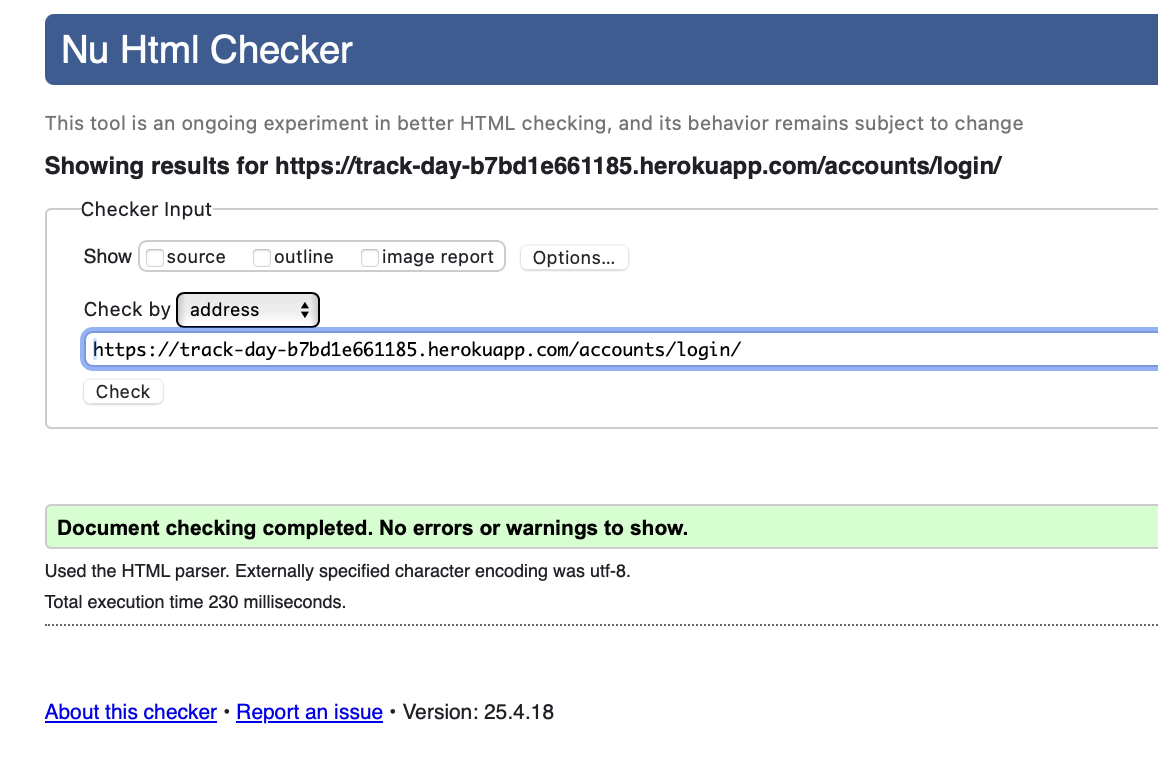 Nu Html Checker
This tool is an ongoing experiment in better HTML checking, and its behavior remains subject to change
Showing results for https://track-day-b7bd1e661185.herokuapp.com/accounts/login/
Checker Input
Show source outline image report Options...
Check by address
https://track-day-b7bd1e661185.herokuapp.com/accounts/login/
Check
Document checking completed. No errors or warnings to show.
Used the HTML parser. Externally specified character encoding was utf-8.
Total execution time 230 milliseconds.
About this checker • Report an issue • Version: 25.4.18